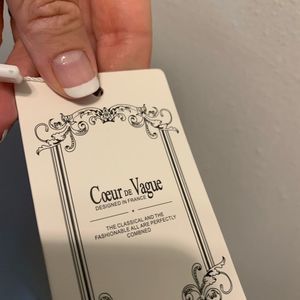 Cœur DE Vague
DESIGNED IN FRANCE
THE CLASSICAL AND THE
FASHIONABLE ALL ARE PERFECTLY
COMBINED